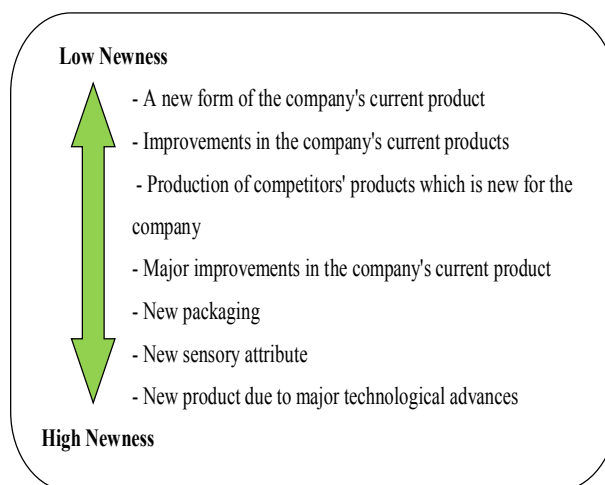 Low Newness
- A new form of the company's current product
- Improvements in the company's current products
- Production of competitors' products which is new for the
company
- Major improvements in the company's current product
- New packaging
- New sensory attribute
- New product due to major technological advances
High Newness